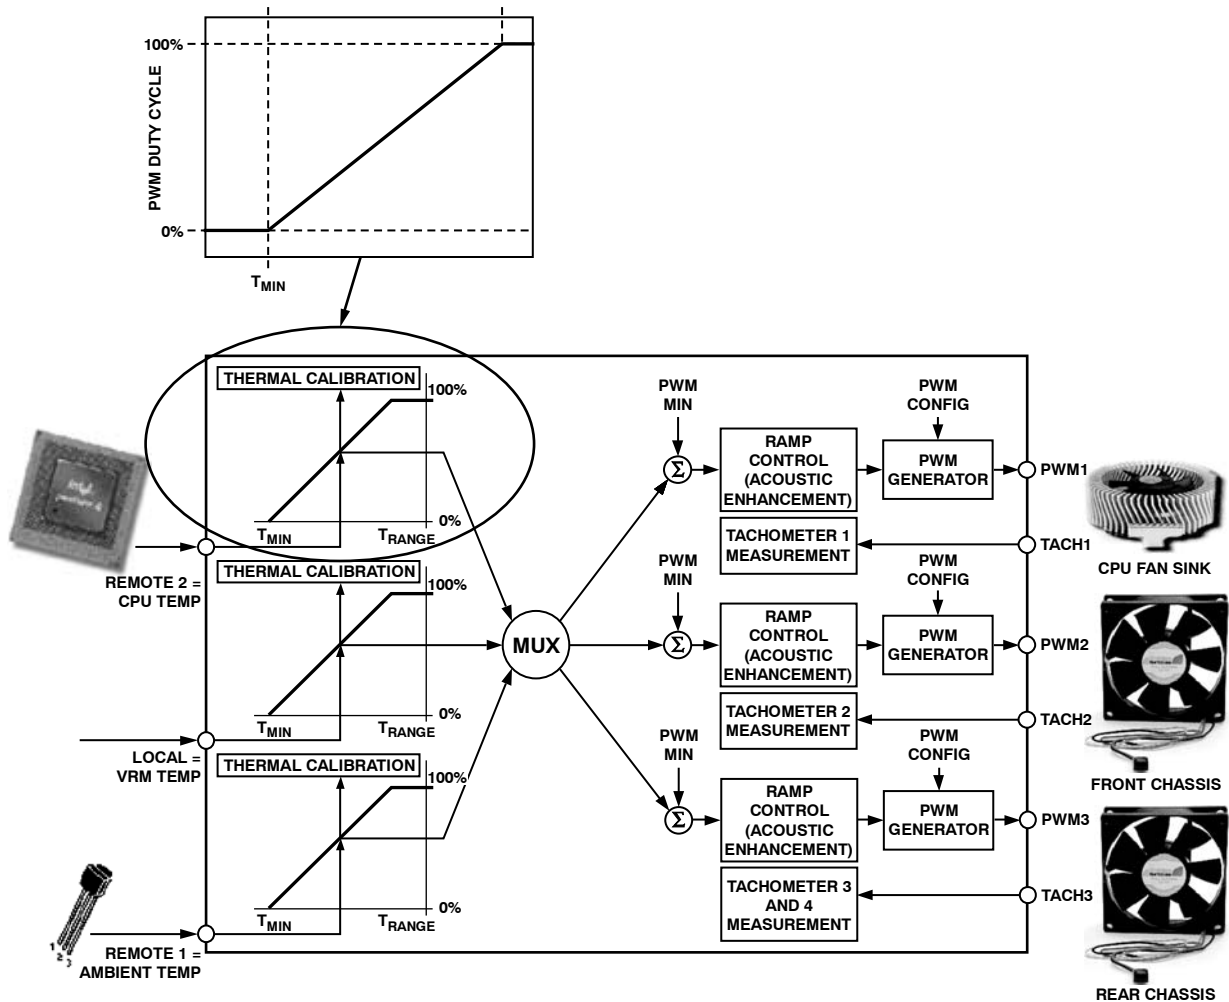 100%
PWM DUTY CYCLE
0%
TMIN
THERMAL CALIBRATION
100%
0%
TMIN
TRANGE
REMOTE 2 =
CPU TEMP
THERMAL CALIBRATION
100%
0%
TMIN
TRANGE
LOCAL =
VRM TEMP
THERMAL CALIBRATION
100%
0%
TMIN
TRANGE
REMOTE 1 =
AMBIENT TEMP
1
2
3
MUX
PWM
MIN
Σ
RAMP
CONTROL
(ACOUSTIC
ENHANCEMENT)
PWM
CONFIG
PWM
GENERATOR
PWM1
TACHOMETER 1
MEASUREMENT
TACH1
CPU FAN SINK
PWM
MIN
Σ
RAMP
CONTROL
(ACOUSTIC
ENHANCEMENT)
PWM
CONFIG
PWM
GENERATOR
PWM2
TACHOMETER 2
MEASUREMENT
TACH2
FRONT CHASSIS
PWM
MIN
Σ
RAMP
CONTROL
(ACOUSTIC
ENHANCEMENT)
PWM
CONFIG
PWM
GENERATOR
PWM3
TACHOMETER 3
AND 4
MEASUREMENT
TACH3
REAR CHASSIS